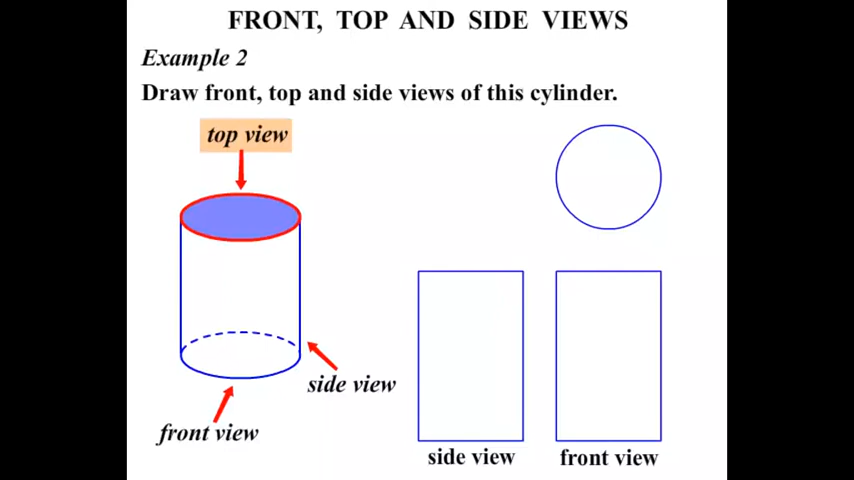 FRONT, TOP AND SIDE VIEWS
Example 2
Draw front, top and side views of this cylinder.
top view
side view
front view
side view
front view